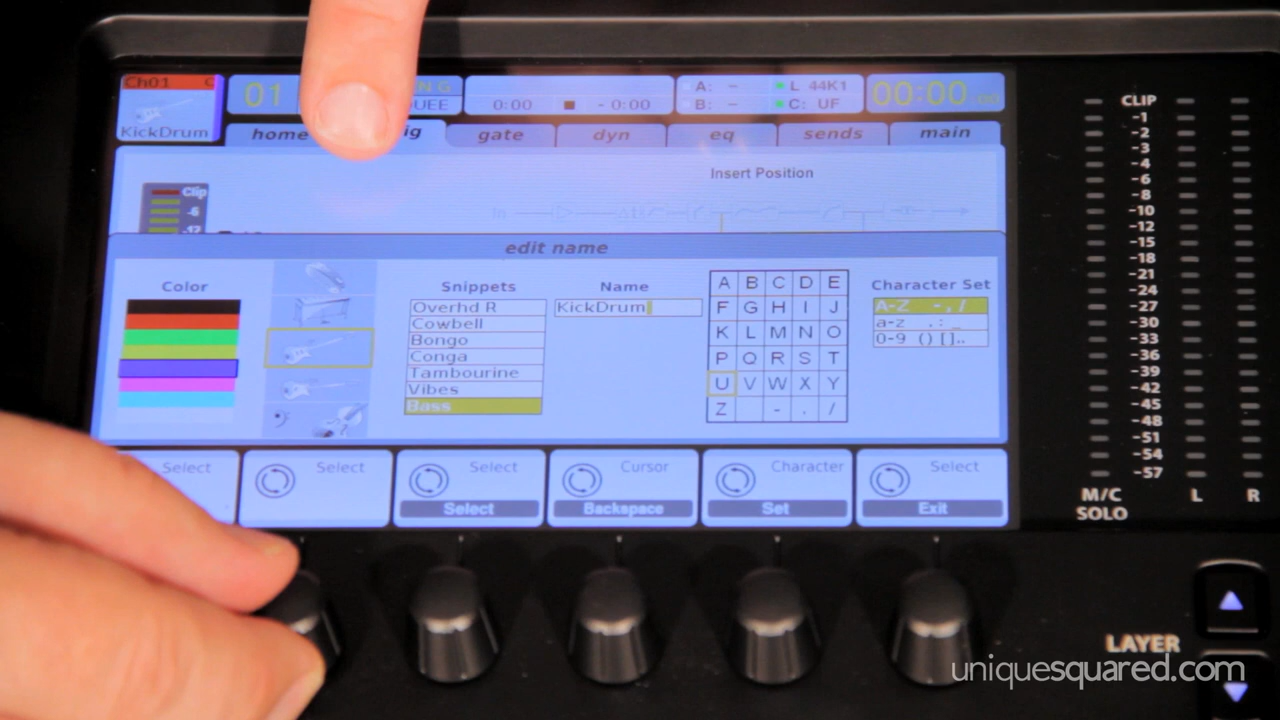 Ch01 C
KickDrum
01
0:00 - 0:00
A: - L 44K1
B: - C: UF
00:00
home
gate
dyn
eq
sends
main
Insert Position
Clip
-6
-12
In
edit name
Color
Snippets
Overhd R
Cowbell
Bongo
Conga
Tambourine
Vibes
Bass
Name
KickDrum
A B C D E
F G H I J
K L M N O
P Q R S T
U V W X Y
Z - . /
Character Set
A-Z - , /
a-z . : _
0-9 () []..
Select
Select
Select
Select
Cursor
Backspace
Character
Set
Select
Exit
CLIP
-1
-2
-3
-4
-6
-8
-10
-12
-15
-18
-21
-24
-27
-30
-33
-36
-39
-42
-45
-48
-51
-54
-57
M/C L R
SOLO
LAYER
uniquesquared.com